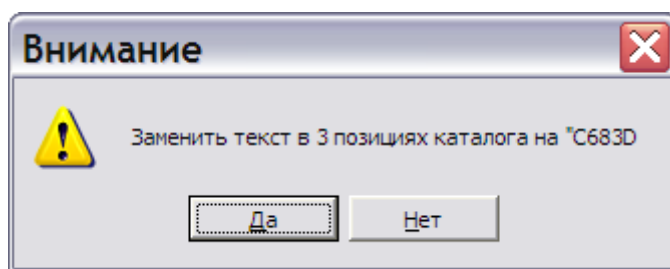 Внимание
Заменить текст в 3 позициях каталога на "C683D
Да
Нет